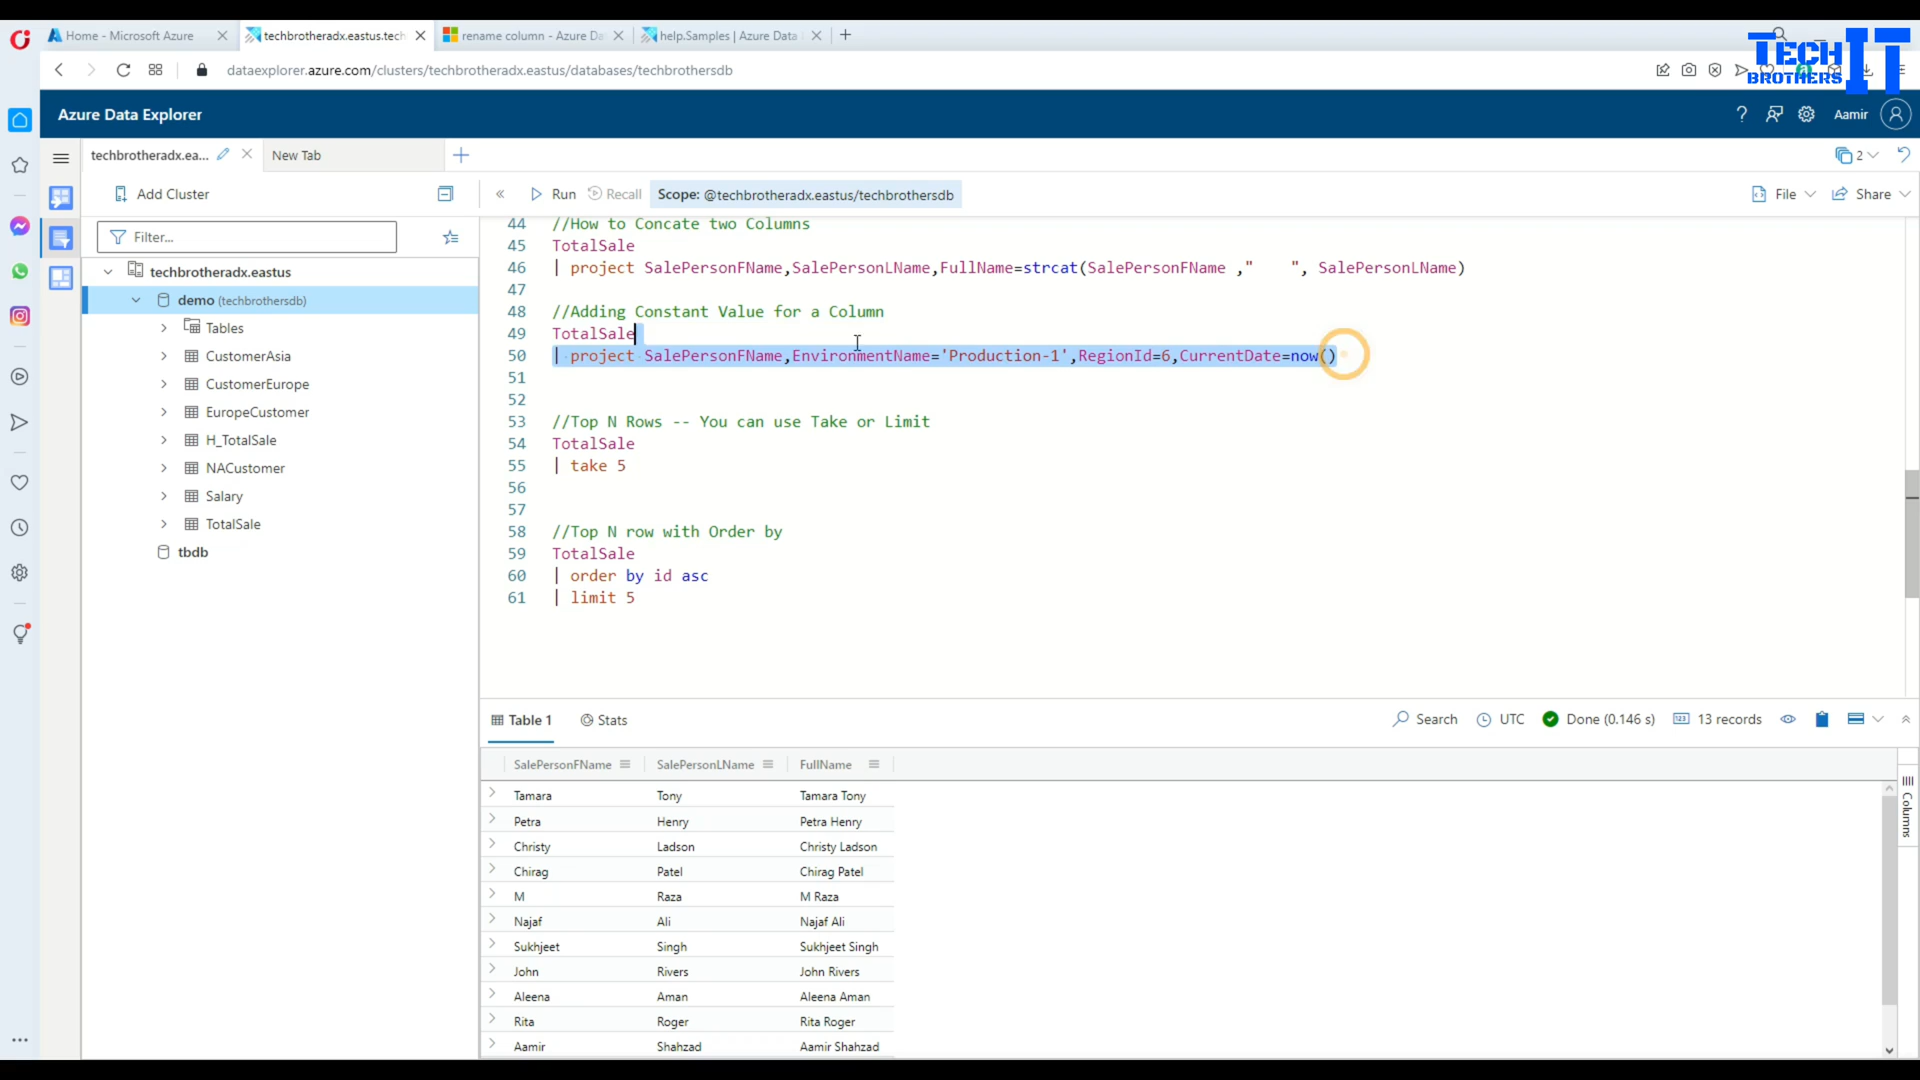 Home - Microsoft Azure
techbrotheradx.eastus.tech
rename column - Azure Da
help.Samples | Azure Data
TECH BROTHERS IT
dataexplorer.azure.com/clusters/techbrotheradx.eastus/databases/techbrothersdb
Azure Data Explorer
? Aamir
techbrotheradx.ea...
New Tab
2
Add Cluster
Run
Recall
Scope: @techbrotheradx.eastus/techbrothersdb
File
Share
Filter...
techbrotheradx.eastus
demo (techbrothersdb)
Tables
CustomerAsia
CustomerEurope
EuropeCustomer
H_TotalSale
NACustomer
Salary
TotalSale
tbdb
44 //How to Concate two Columns
45 TotalSale
46 | project SalePersonFName,SalePersonLName,FullName=strcat(SalePersonFName ,"    ", SalePersonLName)
47
48 //Adding Constant Value for a Column
49 TotalSale
50 | project SalePersonFName,EnvironmentName='Production-1',RegionId=6,CurrentDate=now()
51
52
53 //Top N Rows -- You can use Take or Limit
54 TotalSale
55 | take 5
56
57
58 //Top N row with Order by
59 TotalSale
60 | order by id asc
61 | limit 5
Table 1
Stats
Search
UTC
Done (0.146 s)
13 records
SalePersonFName SalePersonLName FullName
Tamara Tony Tamara Tony
Petra Henry Petra Henry
Christy Ladson Christy Ladson
Chirag Patel Chirag Patel
M Raza M Raza
Najaf Ali Najaf Ali
Sukhjeet Singh Sukhjeet Singh
John Rivers John Rivers
Aleena Aman Aleena Aman
Rita Roger Rita Roger
Aamir Shahzad Aamir Shahzad
Columns